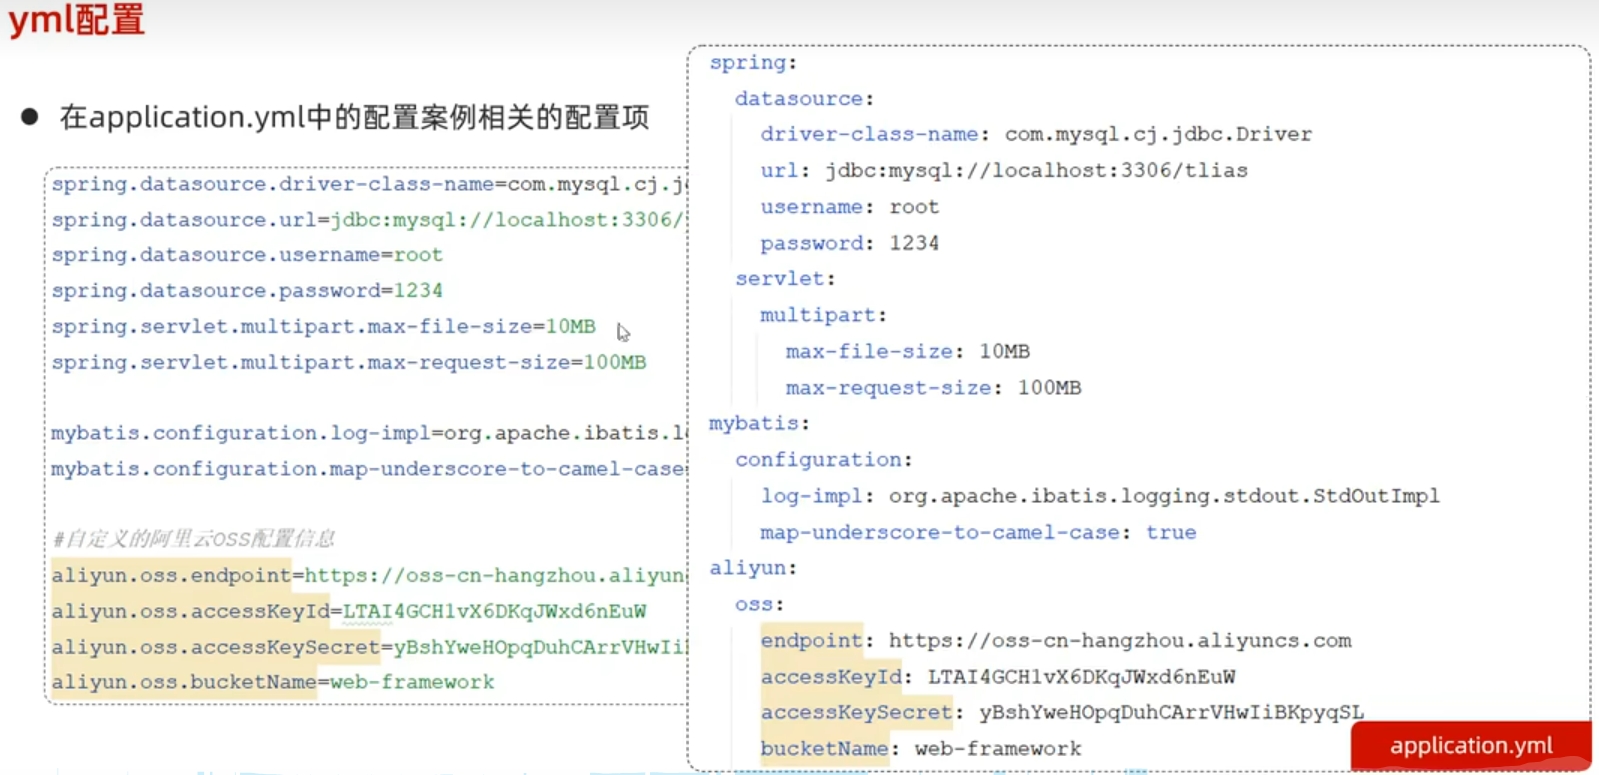 yml配置
● 在application.yml中的配置案例相关的配置项
spring.datasource.driver-class-name=com.mysql.cj.j
spring.datasource.url=jdbc:mysql://localhost:3306/
spring.datasource.username=root
spring.datasource.password=1234
spring.servlet.multipart.max-file-size=10MB
spring.servlet.multipart.max-request-size=100MB
mybatis.configuration.log-impl=org.apache.ibatis.l
mybatis.configuration.map-underscore-to-camel-case
#自定义的阿里云OSS配置信息
aliyun.oss.endpoint=https://oss-cn-hangzhou.aliyun
aliyun.oss.accessKeyId=LTAI4GCH1vX6DKqJWxd6nEuW
aliyun.oss.accessKeySecret=yBshYweHOpqDuhCArrVHwIi
aliyun.oss.bucketName=web-framework
spring:
datasource:
driver-class-name: com.mysql.cj.jdbc.Driver
url: jdbc:mysql://localhost:3306/tlias
username: root
password: 1234
servlet:
multipart:
max-file-size: 10MB
max-request-size: 100MB
mybatis:
configuration:
log-impl: org.apache.ibatis.logging.stdout.StdOutImpl
map-underscore-to-camel-case: true
aliyun:
oss:
endpoint: https://oss-cn-hangzhou.aliyuncs.com
accessKeyId: LTAI4GCH1vX6DKqJWxd6nEuW
accessKeySecret: yBshYweHOpqDuhCArrVHwIiBKpyqSL
bucketName: web-framework
application.yml